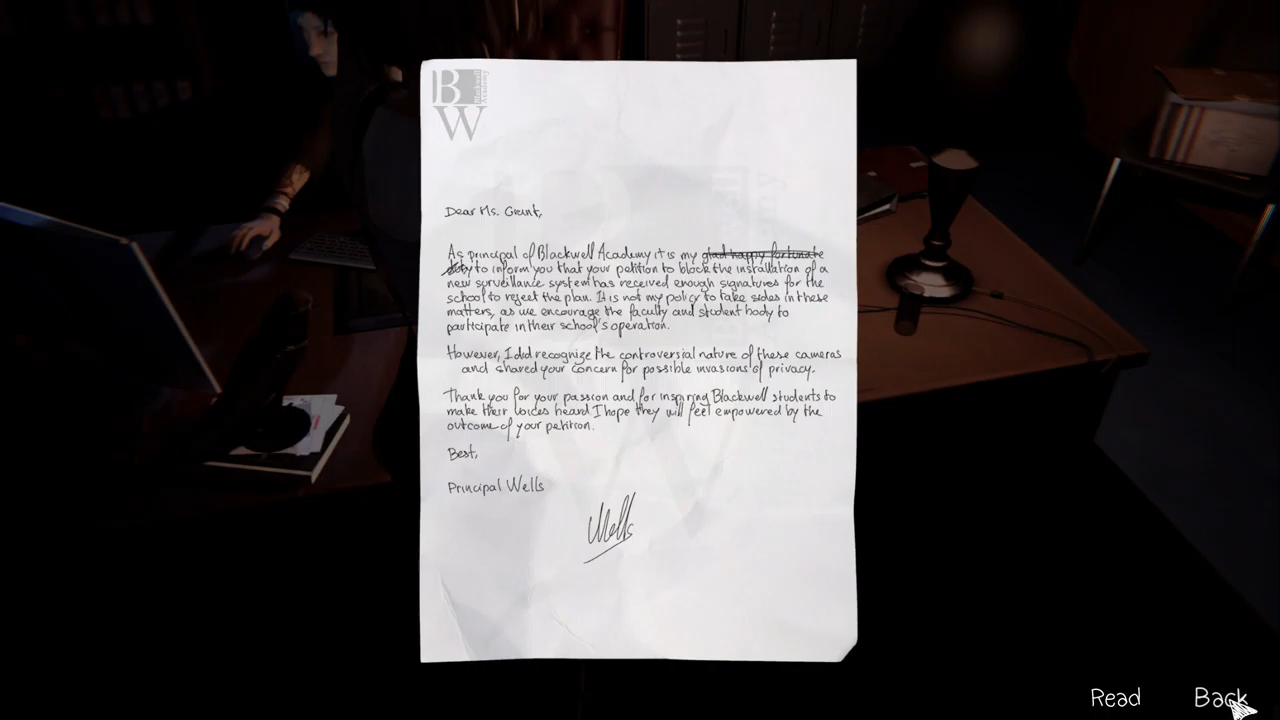 BW
Blackwell Academy
Dear Ms. Grant,
As principal of Blackwell Academy it is my glad happy fortunate
duty to inform you that your petition to block the installation of a
new surveillance system has received enough signatures for the
school to reject the plan. It is not my policy to take sides in these
matters, as we encourage the faculty and student body to
participate in their school's operation.
However, I did recognize the controversial nature of these cameras
and shared your concern for possible invasions of privacy.
Thank you for your passion and for inspiring Blackwell students to
make their voices heard I hope they will feel empowered by the
outcome of your petition.
Best,
Principal Wells
Wells
Read Back